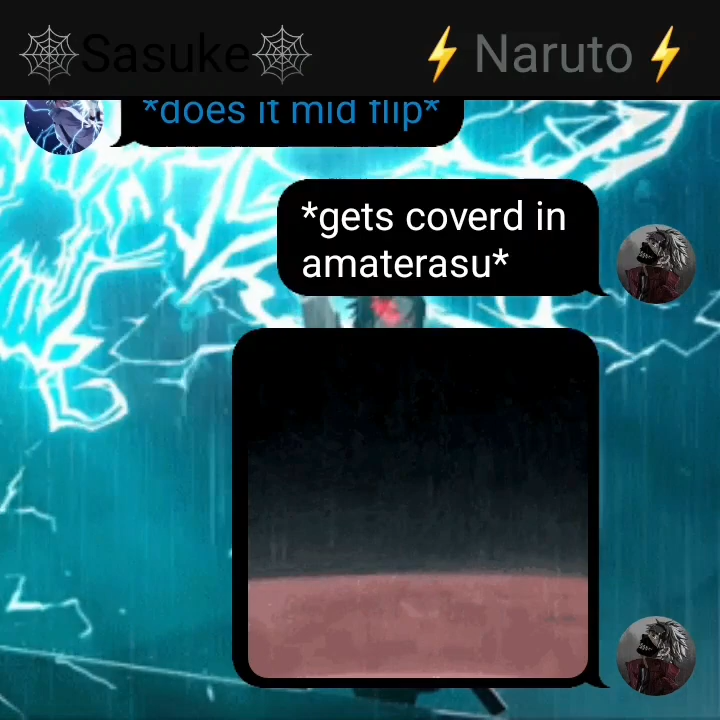 🕸Sasuke🕸 ⚡ Naruto ⚡
*does it mid flip*
*gets coverd in
amaterasu*